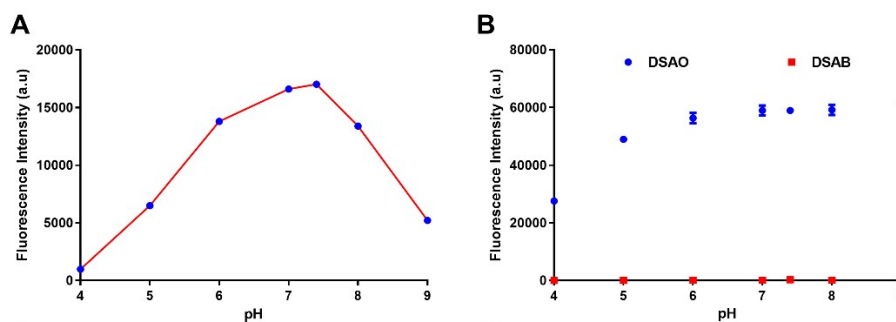 A
Fluorescence Intensity (a.u)
20000
15000
10000
5000
0
4 5 6 7 8 9
pH
B
Fluorescence Intensity (a.u)
DSAO DSAB
80000
60000
40000
20000
0
4 5 6 7 8
pH